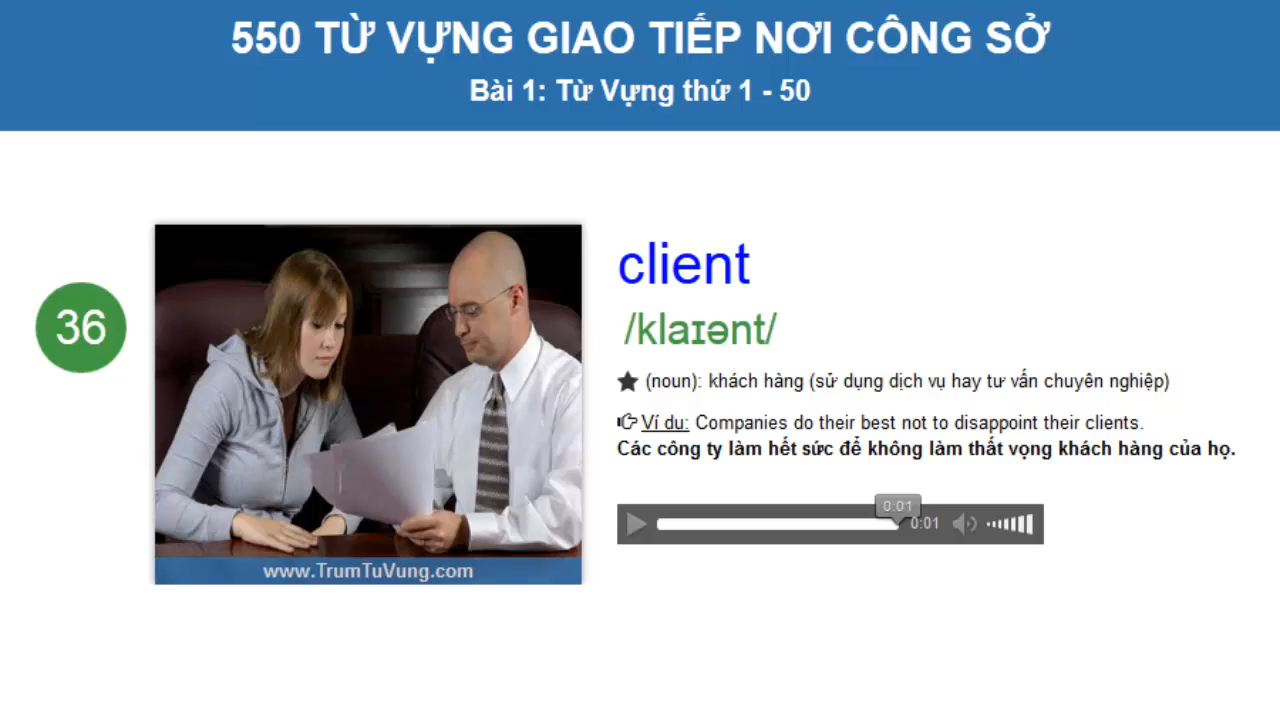 550 TỪ VỰNG GIAO TIẾP NƠI CÔNG SỞ
Bài 1: Từ Vựng thứ 1 - 50
36
www.TrumTuVung.com
client
/klaɪənt/
(noun): khách hàng (sử dụng dịch vụ hay tư vấn chuyên nghiệp)
Ví du: Companies do their best not to disappoint their clients.
Các công ty làm hết sức để không làm thất vọng khách hàng của họ.
0:01
0:01